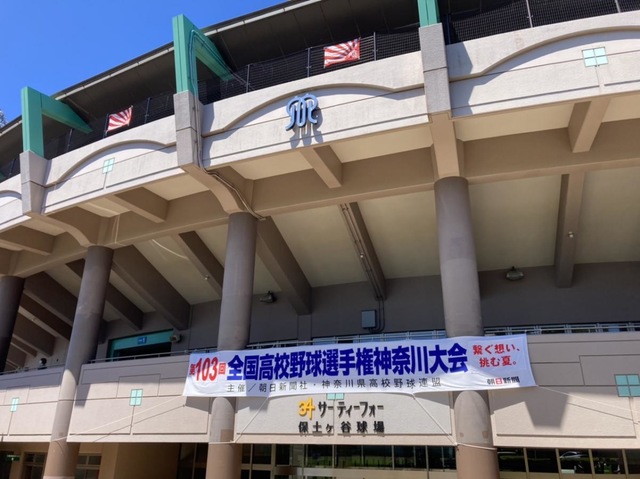 第103回 全国高校野球選手権神奈川大会
主催／朝日新聞社・神奈川県高校野球連盟
繋ぐ想い、
挑む夏。
朝日新聞
34 サーティーフォー
保土ヶ谷球場